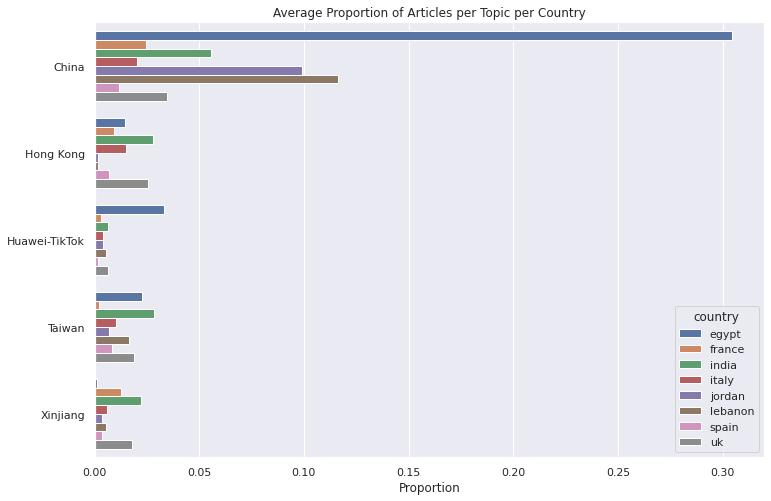 Average Proportion of Articles per Topic per Country
China
Hong Kong
Huawei-TikTok
Taiwan
Xinjiang
country
egypt
france
india
italy
jordan
lebanon
spain
uk
0.00 0.05 0.10 0.15 0.20 0.25 0.30
Proportion